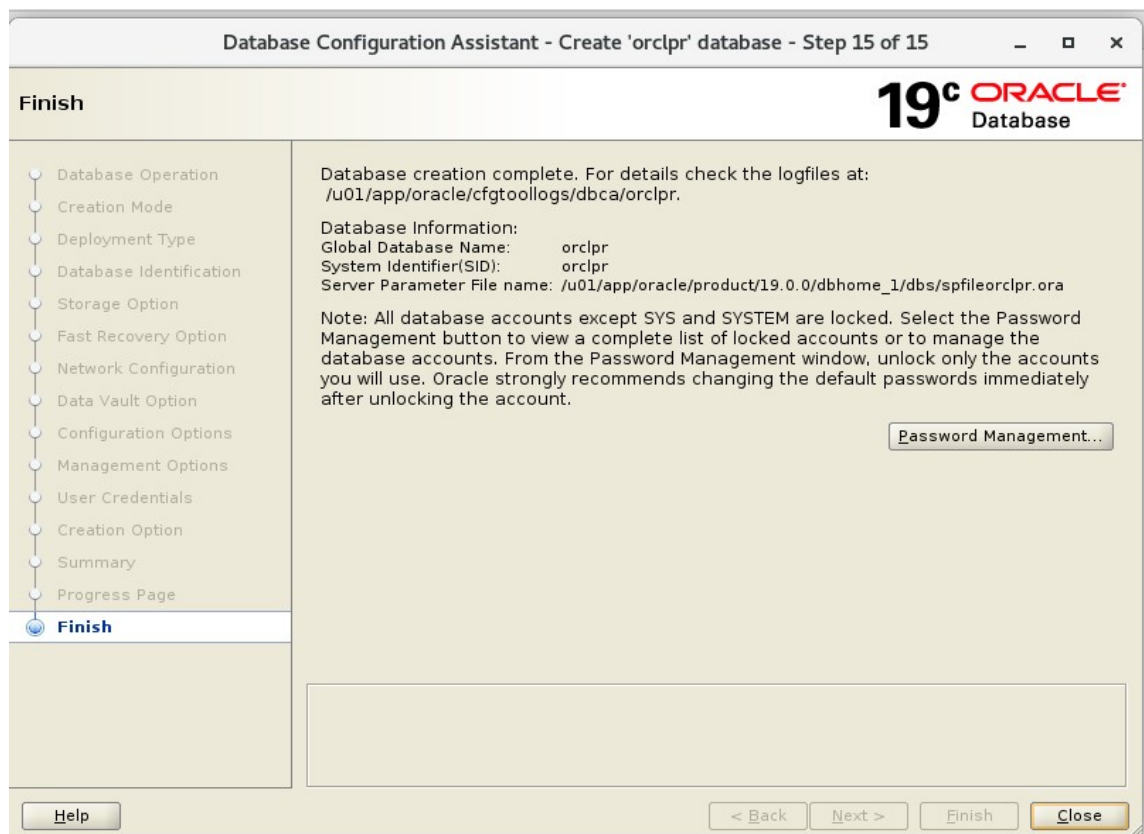 Database Configuration Assistant - Create 'orclpr' database - Step 15 of 15
Finish
19c ORACLE
Database
Database Operation
Creation Mode
Deployment Type
Database Identification
Storage Option
Fast Recovery Option
Network Configuration
Data Vault Option
Configuration Options
Management Options
User Credentials
Creation Option
Summary
Progress Page
Finish
Database creation complete. For details check the logfiles at:
/u01/app/oracle/cfgtoollogs/dbca/orclpr.
Database Information:
Global Database Name: orclpr
System Identifier(SID): orclpr
Server Parameter File name: /u01/app/oracle/product/19.0.0/dbhome_1/dbs/spfileorclpr.ora
Note: All database accounts except SYS and SYSTEM are locked. Select the Password
Management button to view a complete list of locked accounts or to manage the
database accounts. From the Password Management window, unlock only the accounts
you will use. Oracle strongly recommends changing the default passwords immediately
after unlocking the account.
Password Management...
Help
< Back
Next >
Finish
Close